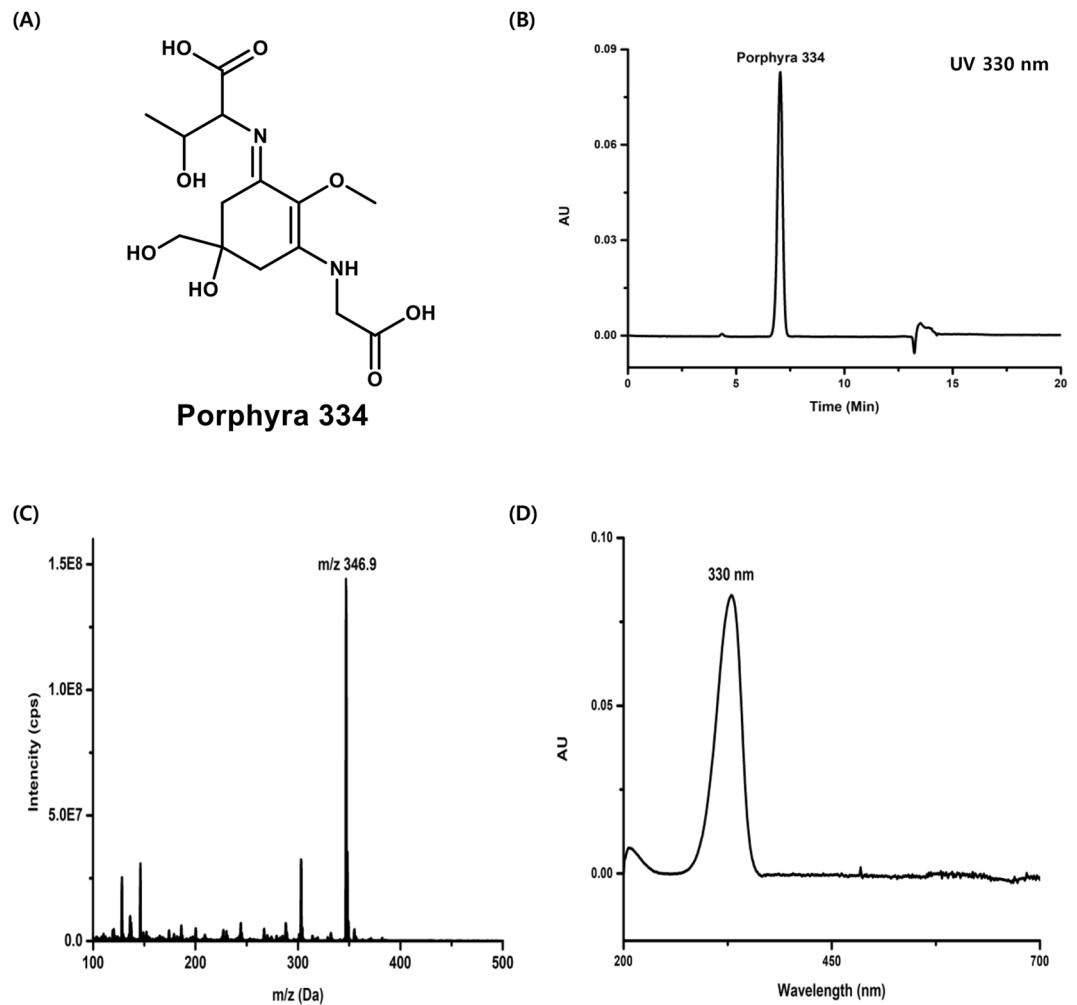 (A)
HO
O
N
OH
O
HO
HO
NH
OH
O
Porphyra 334
(B)
0.09
0.06
0.03
0.00
AU
Porphyra 334
UV 330 nm
0
5
10
15
20
Time (Min)
(C)
1.5E8
1.0E8
5.0E7
0.0
Intencity (cps)
m/z 346.9
100
200
300
400
500
m/z (Da)
(D)
0.10
0.05
0.00
AU
330 nm
200
450
700
Wavelength (nm)